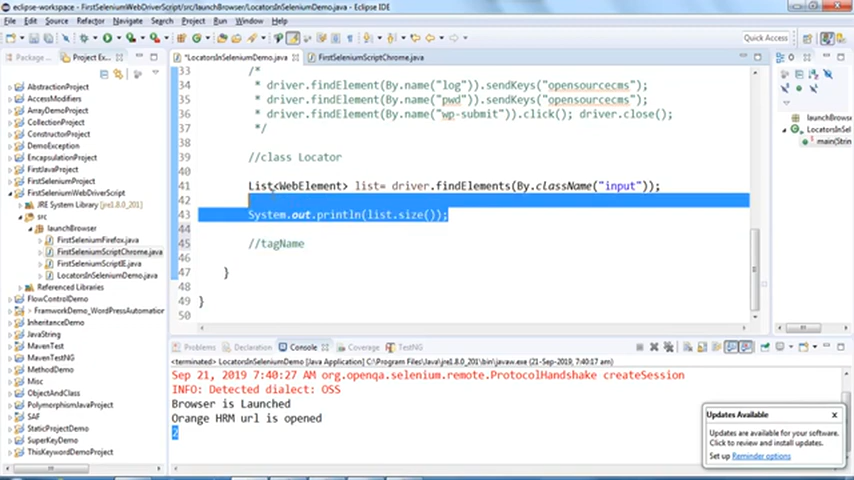 eclipse-workspace - FirstSeleniumWebDriverScript/src/launchBrowser/LocatorsInSeleniumDemo.java - Eclipse IDE
File Edit Source Refactor Navigate Search Project Run Window Help
Quick Access
Package...
Project Ex...
*LocatorsInSeleniumDemo.java
FirstSeleniumScriptChrome.java
AbstractionProject
AccessModifiers
ArrayDemoProject
CollectionProject
ConstructorProject
DemoException
EncapsulationProject
FirstJavaProject
FirstSeleniumProject
FirstSeleniumWebDriverScript
JRE System Library [jre1.8.0_201]
src
launchBrowser
FirstSeleniumFirefox.java
FirstSeleniumScriptChrome.java
FirstSeleniumScriptIE.java
LocatorsInSeleniumDemo.java
Referenced Libraries
FlowControlDemo
FramworkDemo_WordPressAutomation
InheritanceDemo
JavaString
MavenTest
MavenTestNG
MethodDemo
Misc
ObjectAndClass
PolymorphismJavaProject
SAF
StaticProjectDemo
SuperKeyDemo
ThisKeywordDemoProject
33 /*
34 * driver.findElement(By.name("log")).sendKeys("opensourcecms");
35 * driver.findElement(By.name("pwd")).sendKeys("opensourcecms");
36 * driver.findElement(By.name("wp-submit")).click(); driver.close();
37 */
38
39 //class Locator
40
41 List<WebElement> list= driver.findElements(By.className("input"));
42
43 System.out.println(list.size());
44
45 //tagName
46
47 }
48
49 }
50
launchBrowser
LocatorsInSe
main(Strin
Problems Declaration Console Coverage TestNG
<terminated> LocatorsInSeleniumDemo [Java Application] C:\Program Files\Java\jre1.8.0_201\bin\javaw.exe (21-Sep-2019, 7:40:17 AM)
Sep 21, 2019 7:40:27 AM org.openqa.selenium.remote.ProtocolHandshake createSession
INFO: Detected dialect: OSS
Browser is Launched
Orange HRM url is opened
2
Updates Available
Updates are available for your software.
Click to review and install updates.
Set up Reminder options